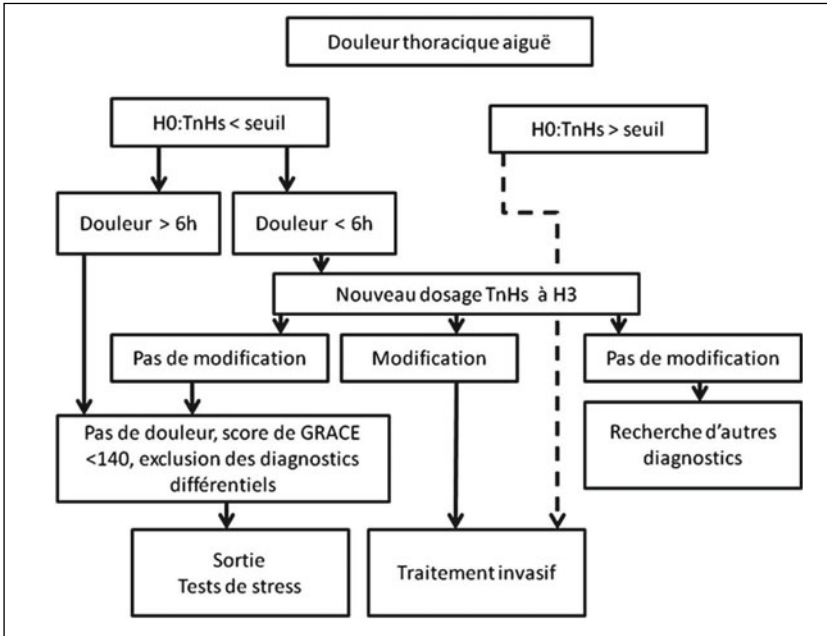 Douleur thoracique aiguë
H0:TnHs < seuil
H0:TnHs > seuil
Douleur > 6h
Douleur < 6h
Nouveau dosage TnHs à H3
Pas de modification
Modification
Pas de modification
Pas de douleur, score de GRACE
<140, exclusion des diagnostics
différentiels
Recherche d'autres
diagnostics
Sortie
Tests de stress
Traitement invasif